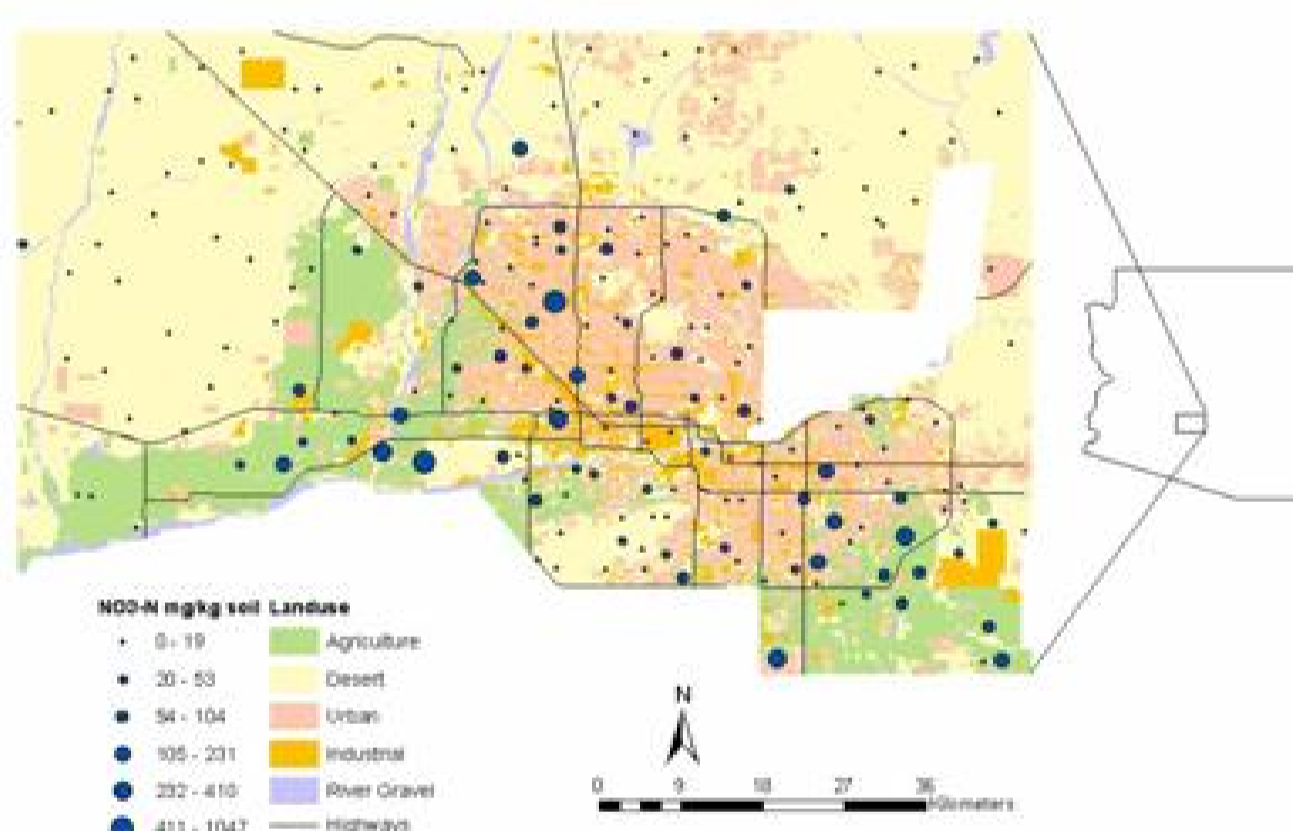 NO3-N mg/kg soil Landuse
0 - 19 Agriculture
20 - 53 Desert
54 - 104 Urban
105 - 231 Industrial
232 - 410 River Gravel
411 - 1047 Highways
N
0 9 18 27 36
Kilometers